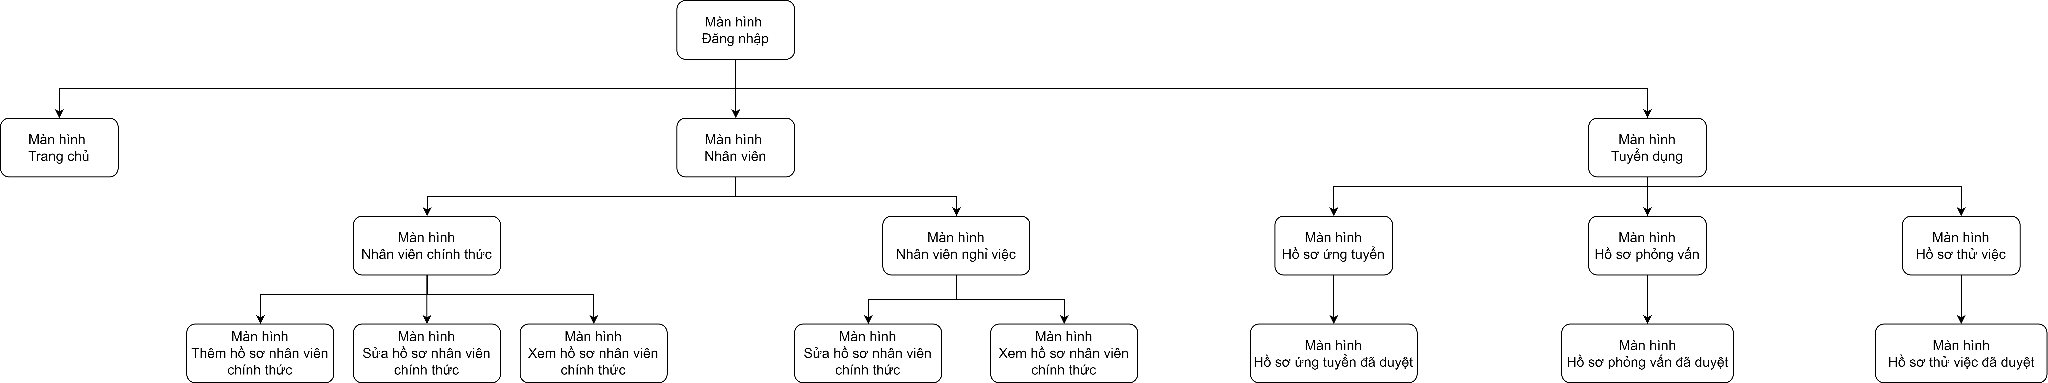 Màn hình
Đăng nhập
Màn hình
Trang chủ
Màn hình
Nhân viên
Màn hình
Tuyển dụng
Màn hình
Nhân viên chính thức
Màn hình
Nhân viên nghỉ việc
Màn hình
Hồ sơ ứng tuyển
Màn hình
Hồ sơ phỏng vấn
Màn hình
Hồ sơ thử việc
Màn hình
Thêm hồ sơ nhân viên
chính thức
Màn hình
Sửa hồ sơ nhân viên
chính thức
Màn hình
Xem hồ sơ nhân viên
chính thức
Màn hình
Sửa hồ sơ nhân viên
chính thức
Màn hình
Xem hồ sơ nhân viên
chính thức
Màn hình
Hồ sơ ứng tuyển đã duyệt
Màn hình
Hồ sơ phỏng vấn đã duyệt
Màn hình
Hồ sơ thử việc đã duyệt